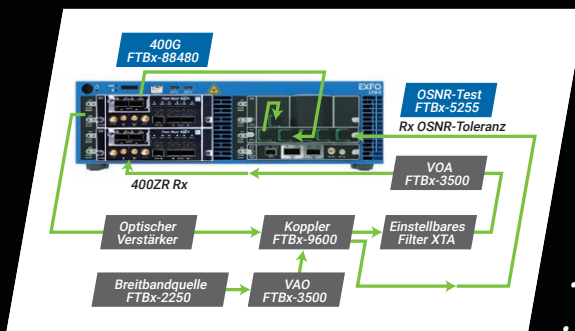 400G
FTBx-88480
EXFO
OSNR-Test
FTBx-5255
Rx OSNR-Toleranz
400ZR Rx
VOA
FTBx-3500
Optischer
Verstärker
Koppler
FTBx-9600
Einstellbares
Filter XTA
Breitbandquelle
FTBx-2250
VAO
FTBx-3500